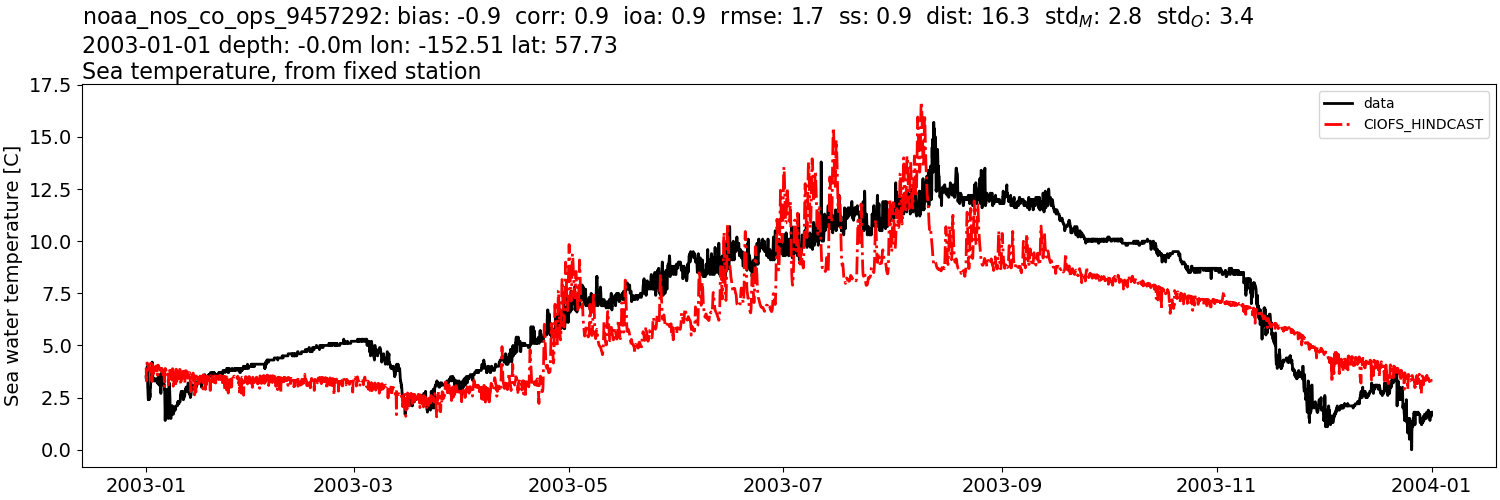 noaa_nos_co_ops_9457292: bias: -0.9 corr: 0.9 ioa: 0.9 rmse: 1.7 ss: 0.9 dist: 16.3 std_M: 2.8 std_O: 3.4
2003-01-01 depth: -0.0m lon: -152.51 lat: 57.73
Sea temperature, from fixed station
Sea water temperature [C]
17.5
15.0
12.5
10.0
7.5
5.0
2.5
0.0
data
CIOFS_HINDCAST
2003-01 2003-03 2003-05 2003-07 2003-09 2003-11 2004-01